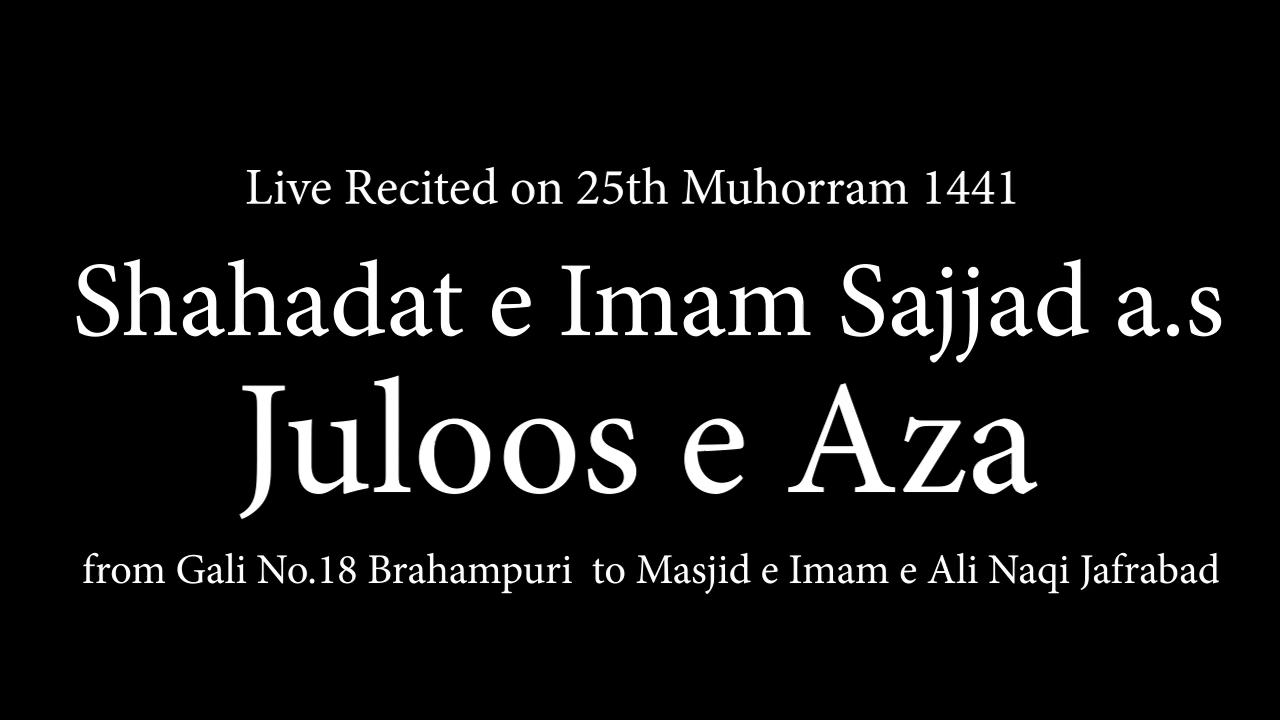 Live Recited on 25th Muhorram 1441
Shahadat e Imam Sajjad a.s
Juloos e Aza
from Gali No.18 Brahampuri  to Masjid e Imam e Ali Naqi Jafrabad